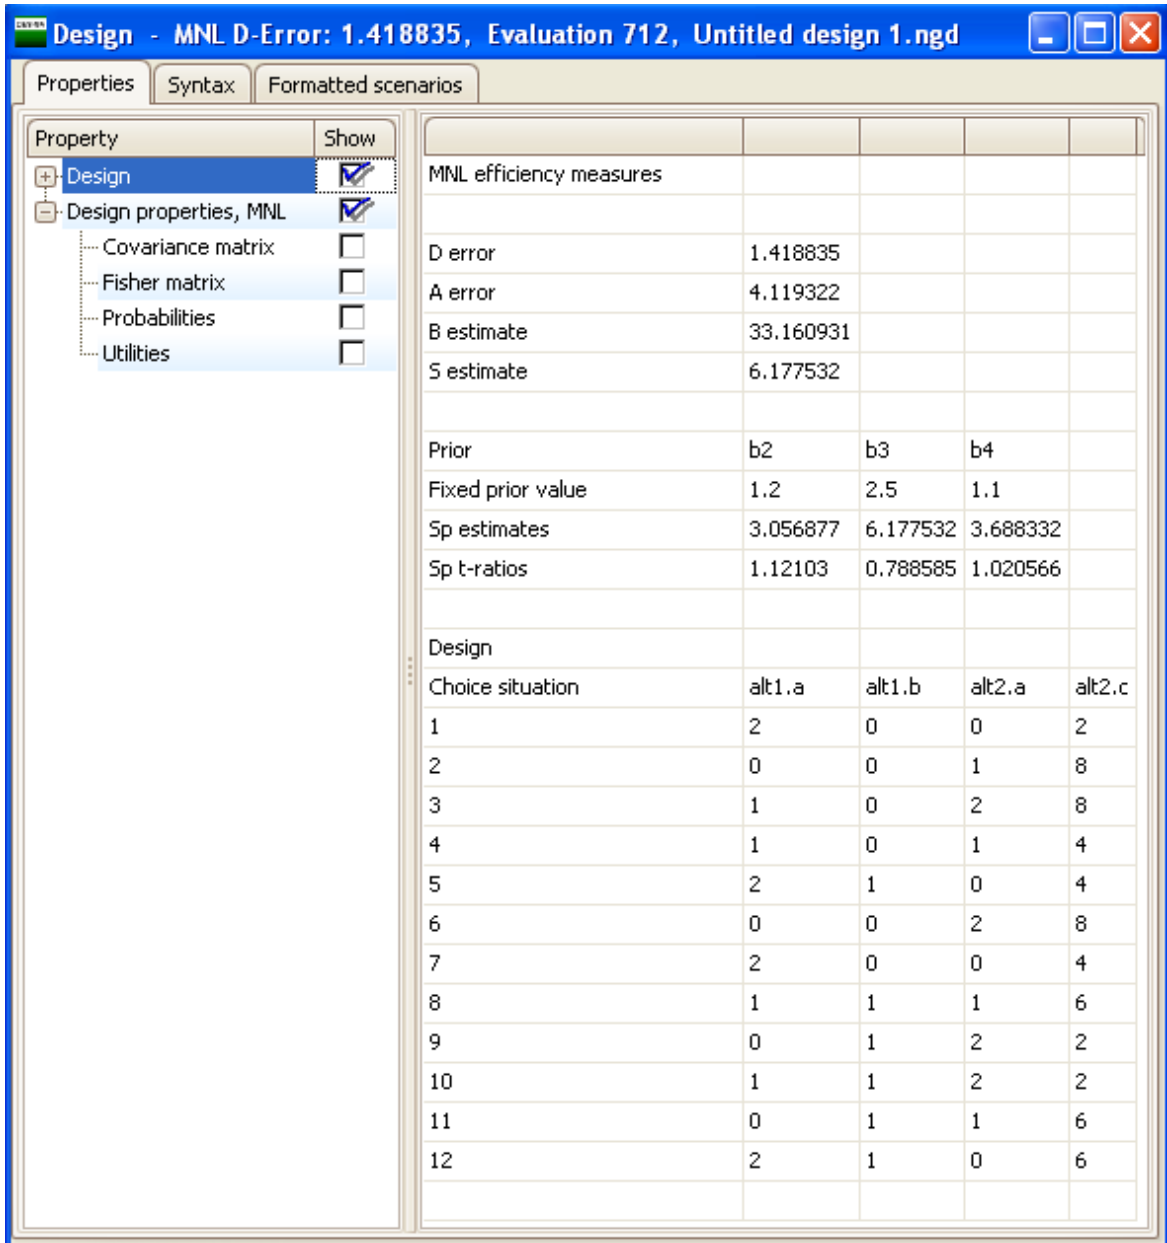 Design - MNL D-Error: 1.418835, Evaluation 712, Untitled design 1.ngd
Properties Syntax Formatted scenarios
Property Show
Design
Design properties, MNL
Covariance matrix
Fisher matrix
Probabilities
Utilities
MNL efficiency measures
D error 1.418835
A error 4.119322
B estimate 33.160931
S estimate 6.177532
Prior b2 b3 b4
Fixed prior value 1.2 2.5 1.1
Sp estimates 3.056877 6.177532 3.688332
Sp t-ratios 1.12103 0.788585 1.020566
Design
Choice situation alt1.a alt1.b alt2.a alt2.c
1 2 0 0 2
2 0 0 1 8
3 1 0 2 8
4 1 0 1 4
5 2 1 0 4
6 0 0 2 8
7 2 0 0 4
8 1 1 1 6
9 0 1 2 2
10 1 1 2 2
11 0 1 1 6
12 2 1 0 6